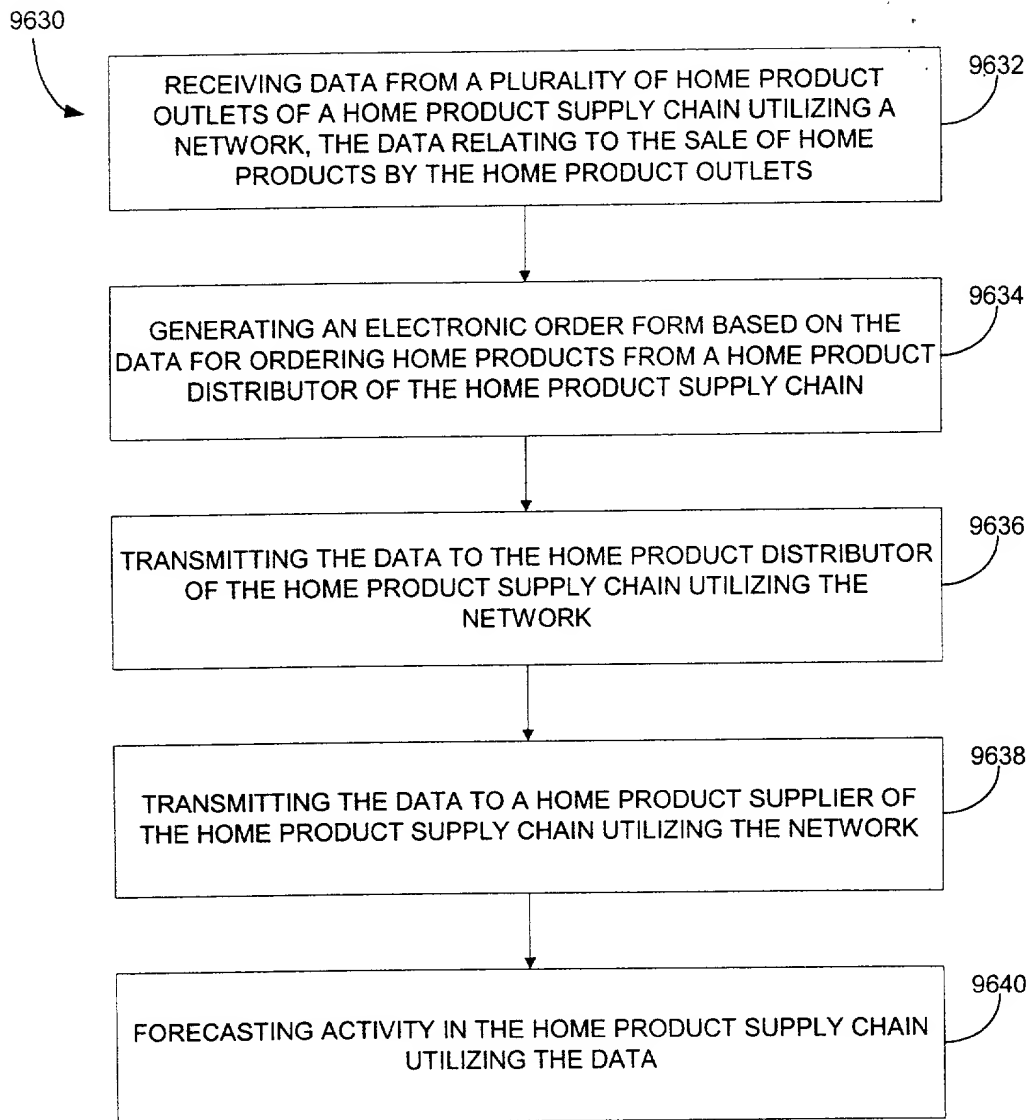 9630
9632
RECEIVING DATA FROM A PLURALITY OF HOME PRODUCT
OUTLETS OF A HOME PRODUCT SUPPLY CHAIN UTILIZING A
NETWORK, THE DATA RELATING TO THE SALE OF HOME
PRODUCTS BY THE HOME PRODUCT OUTLETS
9634
GENERATING AN ELECTRONIC ORDER FORM BASED ON THE
DATA FOR ORDERING HOME PRODUCTS FROM A HOME PRODUCT
DISTRIBUTOR OF THE HOME PRODUCT SUPPLY CHAIN
9636
TRANSMITTING THE DATA TO THE HOME PRODUCT DISTRIBUTOR
OF THE HOME PRODUCT SUPPLY CHAIN UTILIZING THE
NETWORK
9638
TRANSMITTING THE DATA TO A HOME PRODUCT SUPPLIER OF
THE HOME PRODUCT SUPPLY CHAIN UTILIZING THE NETWORK
9640
FORECASTING ACTIVITY IN THE HOME PRODUCT SUPPLY CHAIN
UTILIZING THE DATA